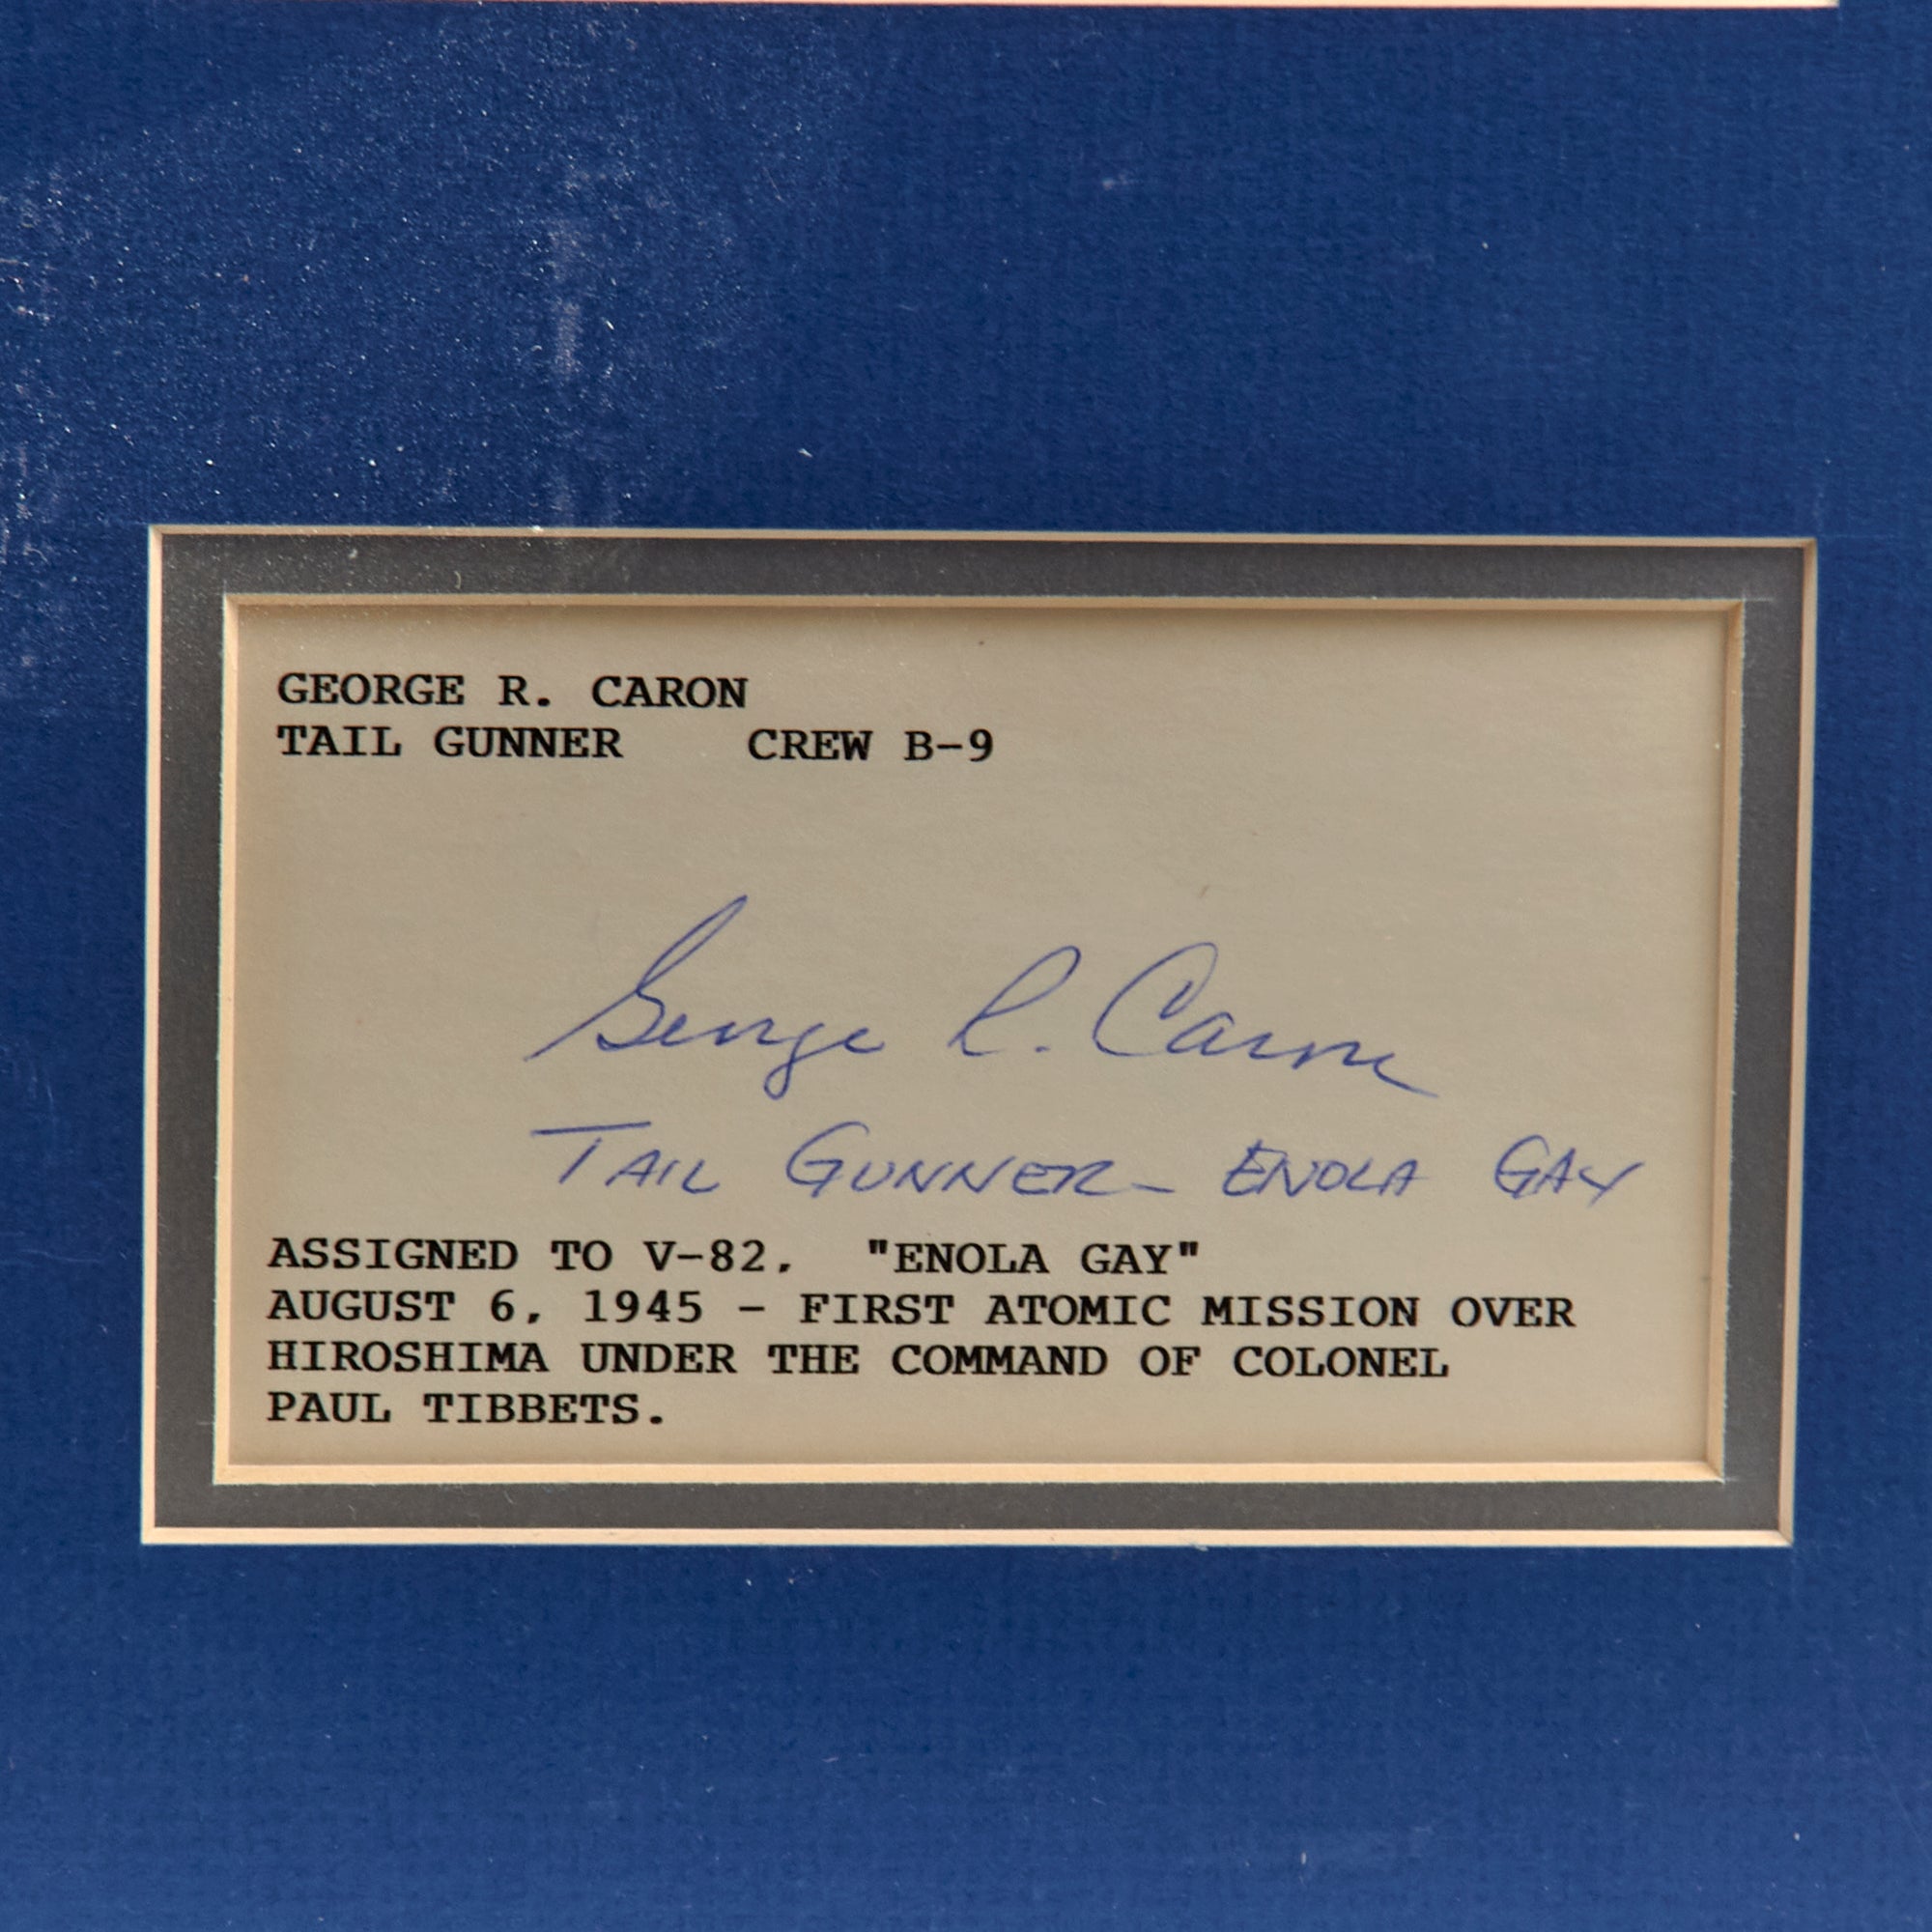 GEORGE R. CARON
TAIL GUNNER CREW B-9
George R. Caron
TAIL GUNNER - ENOLA GAY
ASSIGNED TO V-82, "ENOLA GAY"
AUGUST 6, 1945 - FIRST ATOMIC MISSION OVER
HIROSHIMA UNDER THE COMMAND OF COLONEL
PAUL TIBBETS.